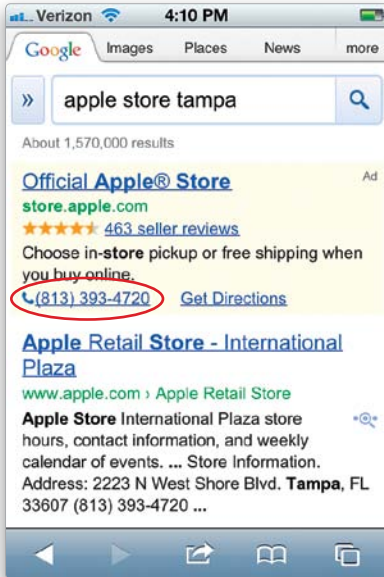 Verizon 4:10 PM
Google Images Places News more
» apple store tampa
About 1,570,000 results
Official Apple® Store Ad
store.apple.com
463 seller reviews
Choose in-store pickup or free shipping when
you buy online.
(813) 393-4720 Get Directions
Apple Retail Store - International
Plaza
www.apple.com › Apple Retail Store
Apple Store International Plaza store
hours, contact information, and weekly
calendar of events. ... Store Information.
Address: 2223 N West Shore Blvd. Tampa, FL
33607 (813) 393-4720 ...